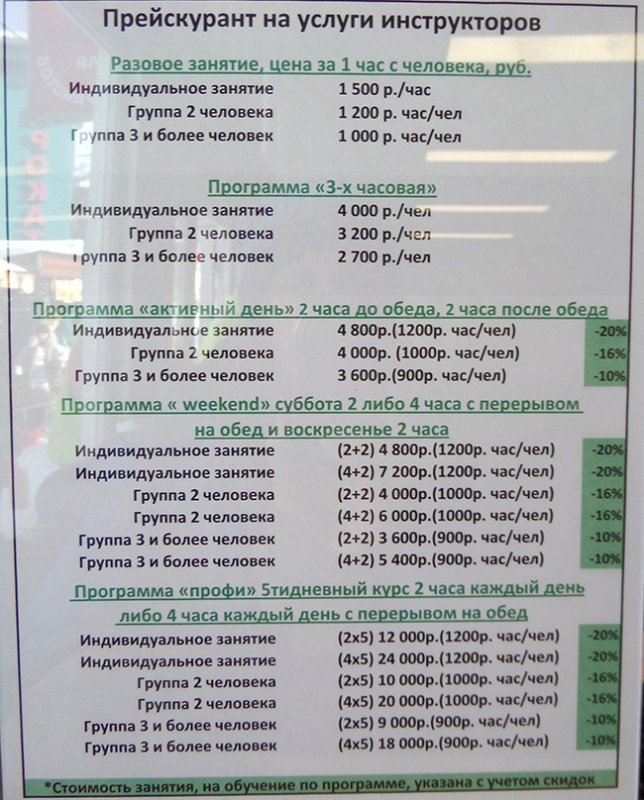 Прейскурант на услуги инструкторов
Разовое занятие, цена за 1 час с человека, руб.
Индивидуальное занятие 1 500 р./час
Группа 2 человека 1 200 р./час/чел
Группа 3 и более человек 1 000 р./час/чел
Программа «3-х часовая»
Индивидуальное занятие 4 000 р./чел
Группа 2 человека 3 200 р./чел
Группа 3 и более человек 2 700 р./чел
Программа «активный день» 2 часа до обеда, 2 часа после обеда
Индивидуальное занятие 4 800р.(1200р. час/чел) -20%
Группа 2 человека 4 000р. (1000р. час/чел) -16%
Группа 3 и более человек 3 600р.(900р. час/чел) -10%
Программа « weekend» суббота 2 либо 4 часа с перерывом
на обед и воскресенье 2 часа
Индивидуальное занятие (2+2) 4 800р.(1200р. час/чел) -20%
Индивидуальное занятие (4+2) 7 200р.(1200р. час/чел) -20%
Группа 2 человека (2+2) 4 000р.(1000р. час/чел) -16%
Группа 2 человека (4+2) 6 000р.(1000р. час/чел) -16%
Группа 3 и более человек (2+2) 3 600р.(900р. час/чел) -10%
Группа 3 и более человек (4+2) 5 400р.(900р. час/чел) -10%
Программа «профи» 5тидневный курс 2 часа каждый день
либо 4 часа каждый день с перерывом на обед
Индивидуальное занятие (2х5) 12 000р.(1200р. час/чел) -20%
Индивидуальное занятие (4х5) 24 000р.(1200р. час/чел) -20%
Группа 2 человека (2х5) 10 000р.(1000р. час/чел) -16%
Группа 2 человека (4х5) 20 000р.(1000р. час/чел) -16%
Группа 3 и более человек (2х5) 9 000р.(900р. час/чел) -10%
Группа 3 и более человек (4х5) 18 000р.(900р. час/чел) -10%
*Стоимость занятия, на обучение по программе, указана с учетом скидок